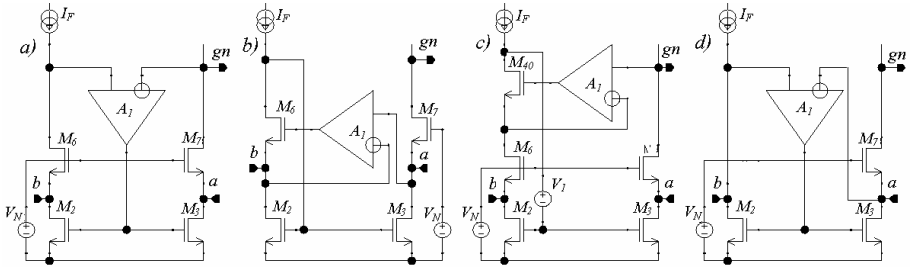 a) I_F gn A_1 M_6 M_7 b a V_N M_2 M_3
b) I_F gn M_6 M_7 A_1 b a M_2 M_3 V_N
c) I_F gn M_40 A_1 M_6 b a V_N V_1 M_2 M_3
d) I_F gn A_1 M_7 b a V_N M_2 M_3